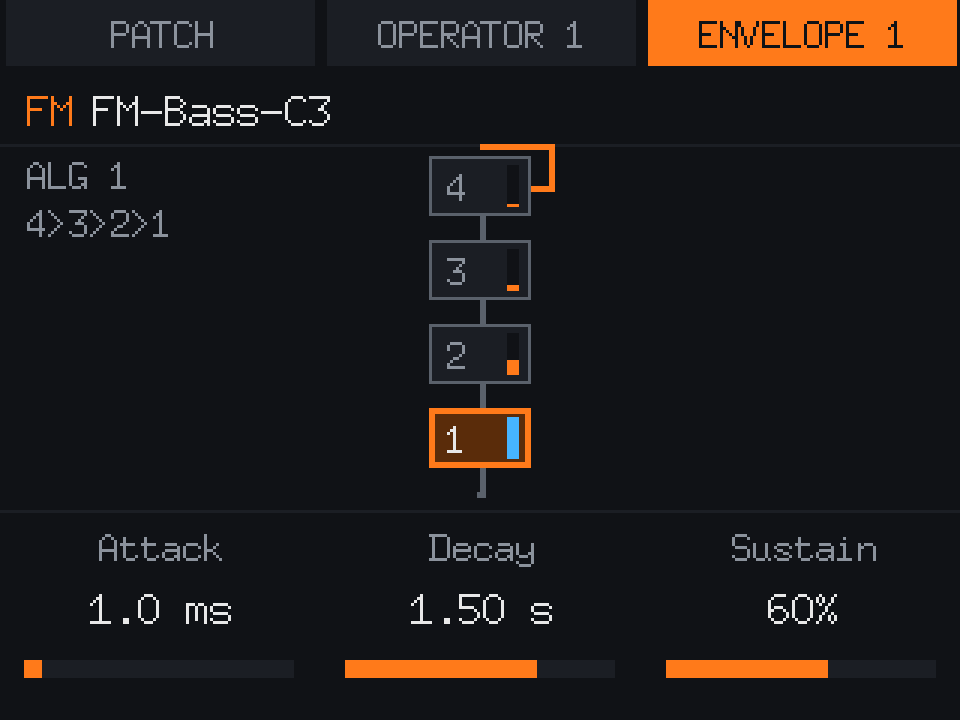 PATCH OPERATOR 1 ENVELOPE 1
FM FM-Bass-C3
ALG 1
4>3>2>1
4
3
2
1
Attack Decay Sustain
1.0 ms 1.50 s 60%